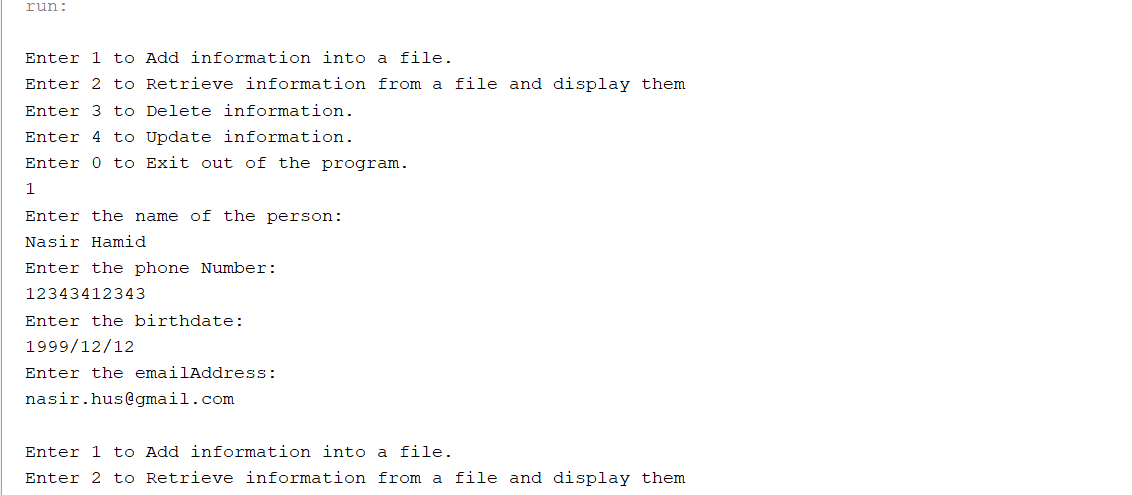 run:
Enter 1 to Add information into a file.
Enter 2 to Retrieve information from a file and display them
Enter 3 to Delete information.
Enter 4 to Update information.
Enter 0 to Exit out of the program.
1
Enter the name of the person:
Nasir Hamid
Enter the phone Number:
12343412343
Enter the birthdate:
1999/12/12
Enter the emailAddress:
nasir.hus@gmail.com
Enter 1 to Add information into a file.
Enter 2 to Retrieve information from a file and display them